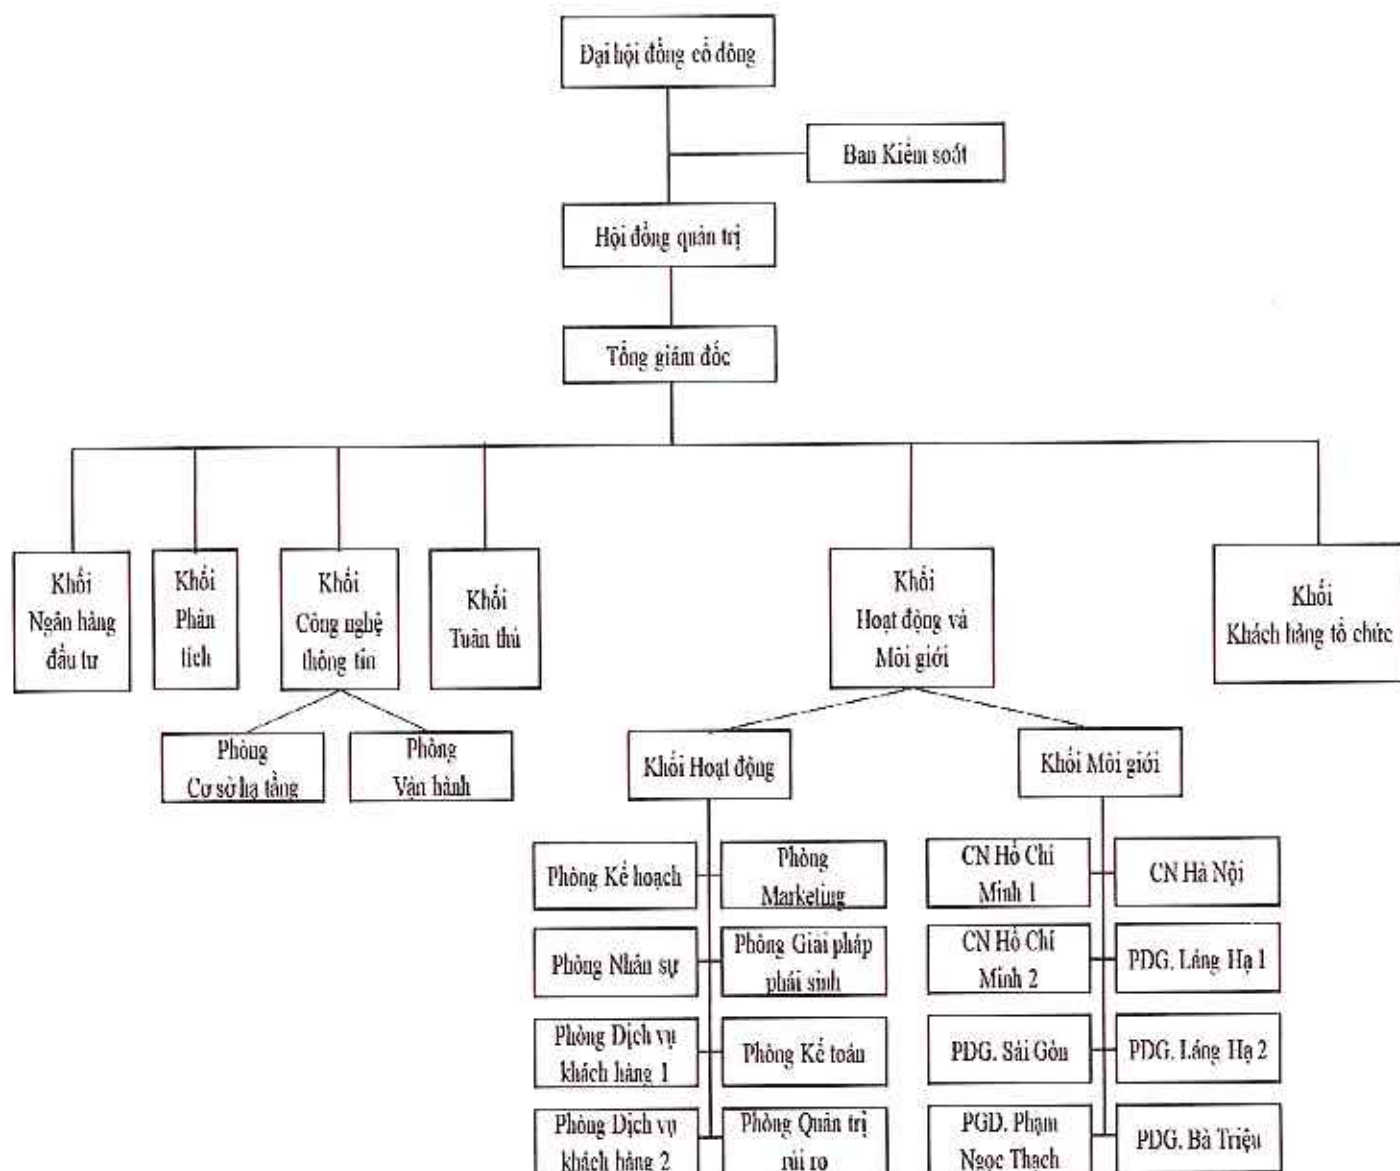 Đại hội đồng cổ đông
Ban Kiểm soát
Hội đồng quản trị
Tổng giám đốc
Khối
Ngân hàng
đầu tư
Khối
Phân
tích
Khối
Công nghệ
thông tin
Khối
Tuân thủ
Khối
Hoạt động và
Môi giới
Khối
Khách hàng tổ chức
Phòng
Cơ sở hạ tầng
Phòng
Vận hành
Khối Hoạt động
Khối Môi giới
Phòng Kế hoạch
Phòng
Marketing
Phòng Nhân sự
Phòng Giải pháp
phái sinh
Phòng Dịch vụ
khách hàng 1
Phòng Kế toán
Phòng Dịch vụ
khách hàng 2
Phòng Quản trị
rủi ro
CN Hồ Chí
Minh 1
CN Hà Nội
CN Hồ Chí
Minh 2
PDG. Láng Hạ 1
PDG. Sài Gòn
PDG. Láng Hạ 2
PGD. Phạm
Ngọc Thạch
PDG. Bà Triệu